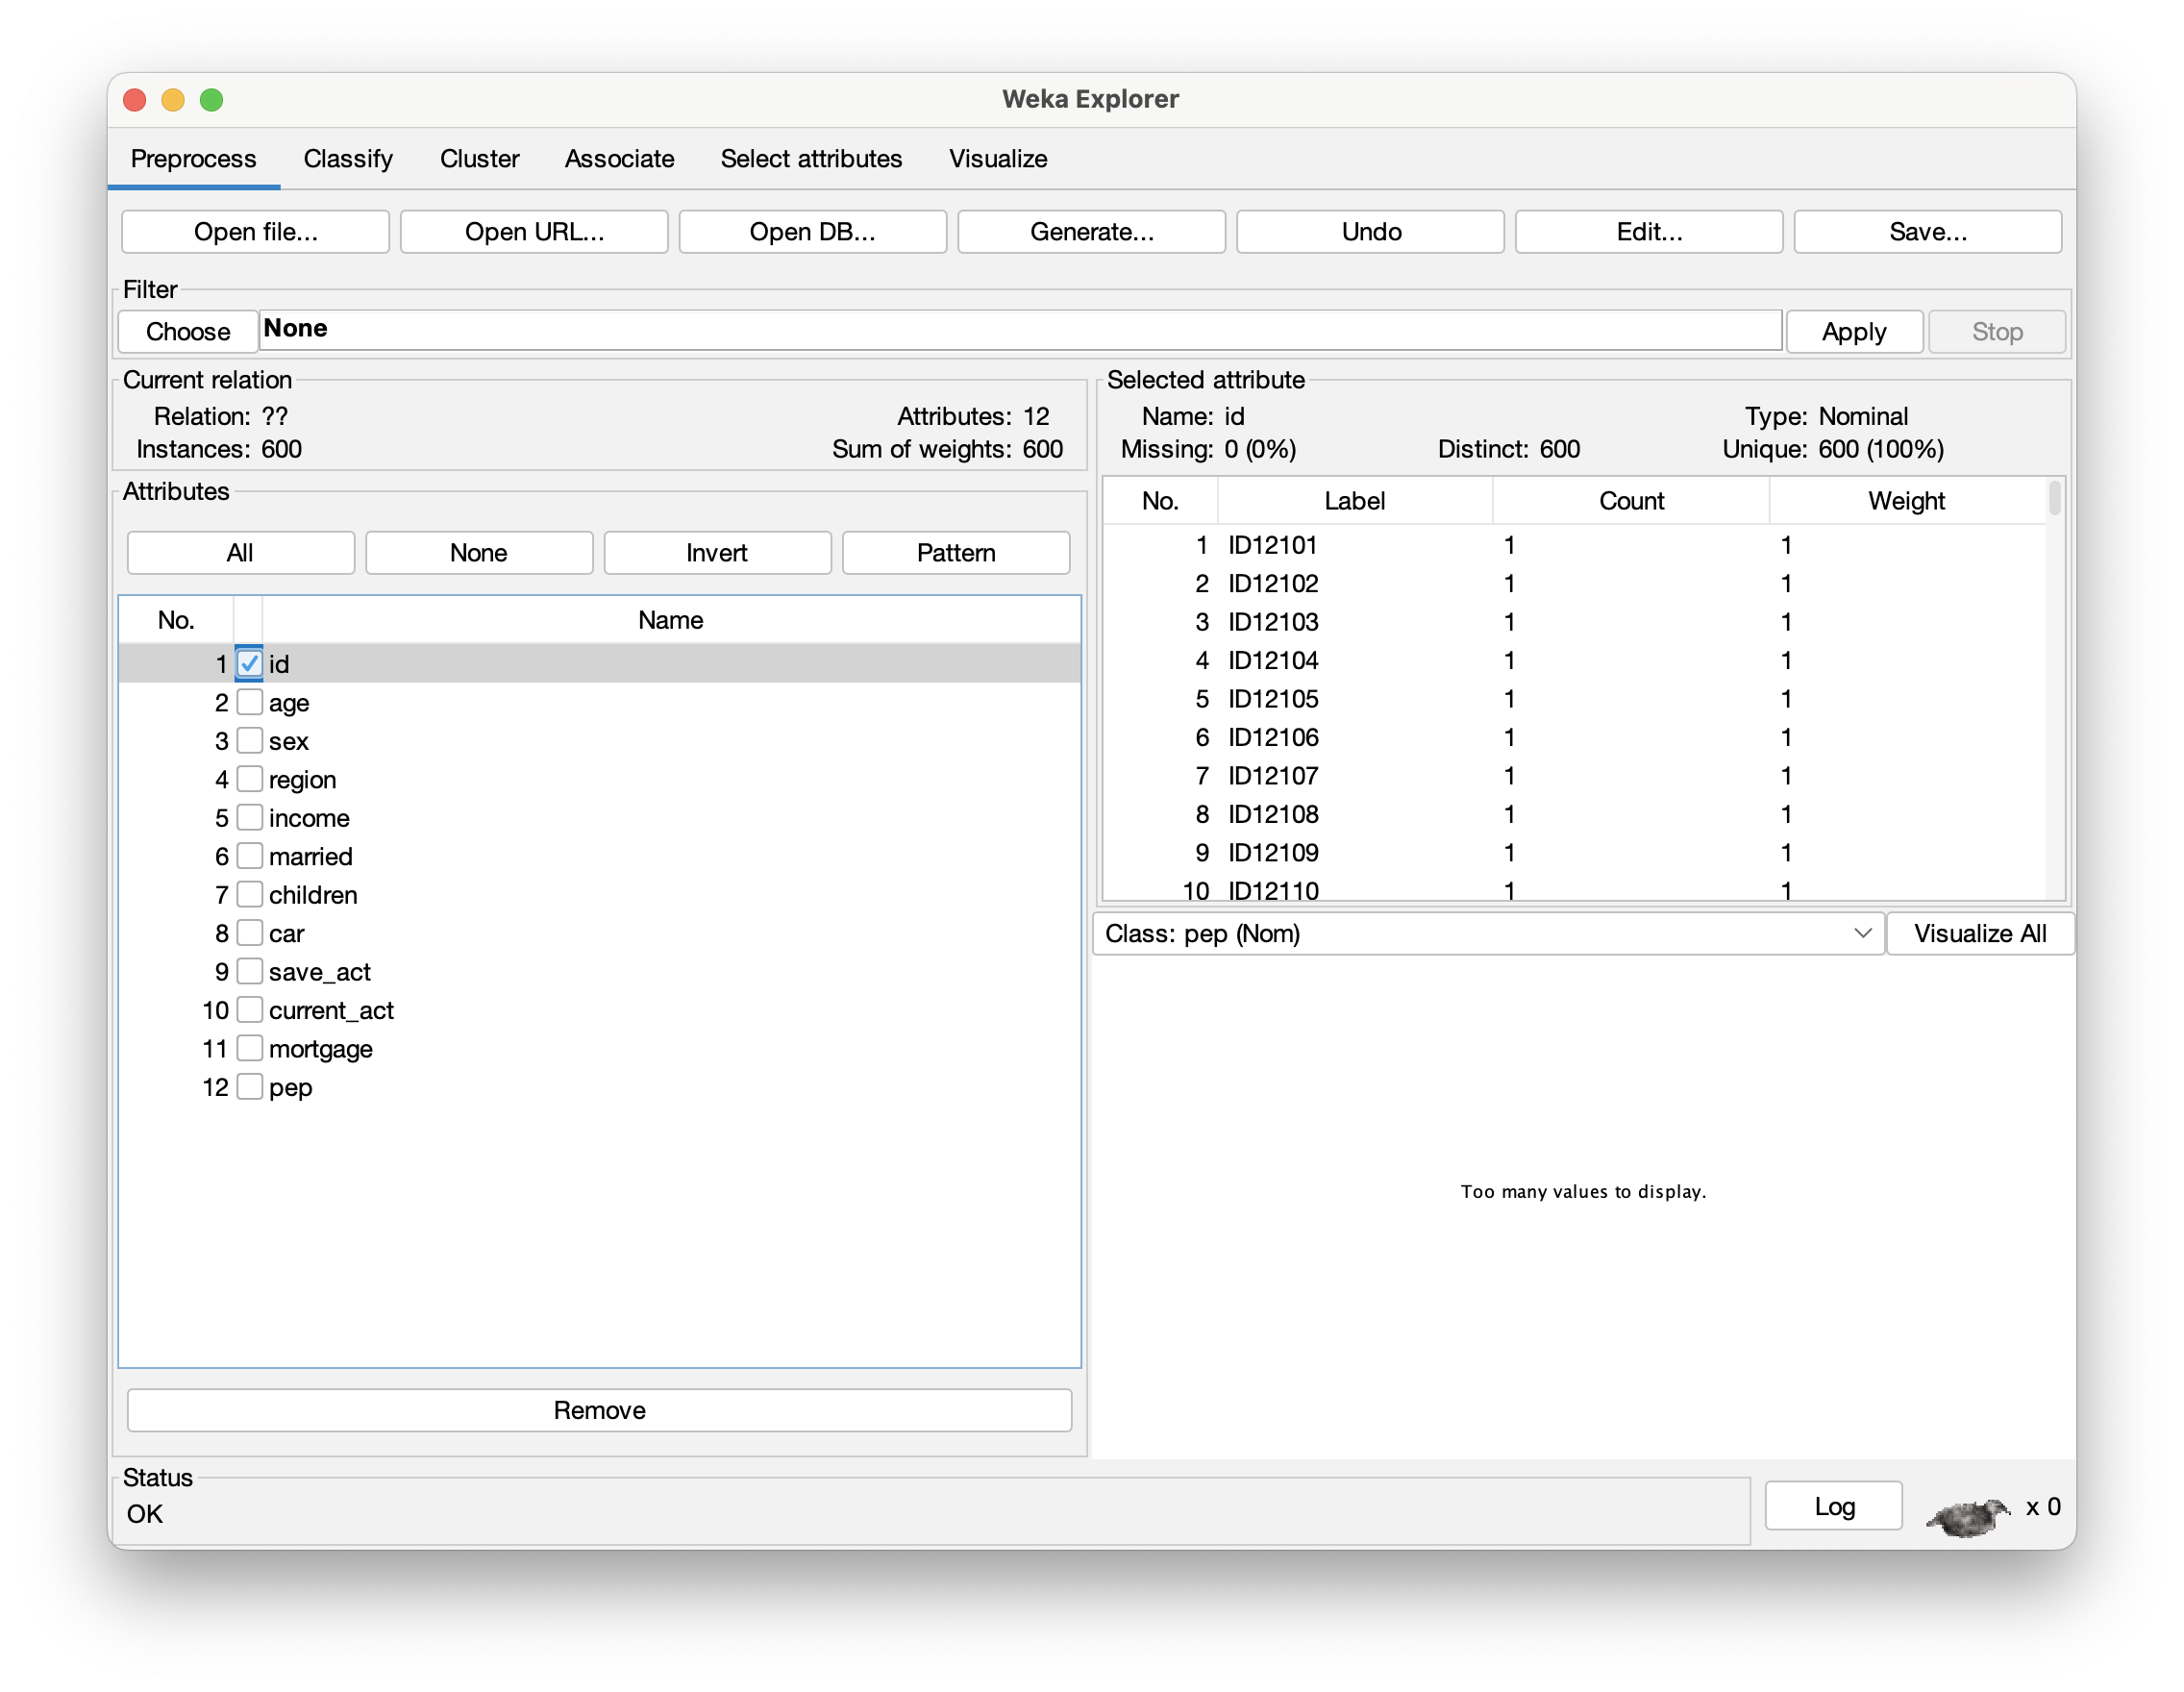 Weka Explorer
Preprocess Classify Cluster Associate Select attributes Visualize
Open file... Open URL... Open DB... Generate... Undo Edit... Save...
Filter
Choose None Apply Stop
Current relation
Relation: ?? Attributes: 12
Instances: 600 Sum of weights: 600
Attributes
All None Invert Pattern
No. Name
1 id
2 age
3 sex
4 region
5 income
6 married
7 children
8 car
9 save_act
10 current_act
11 mortgage
12 pep
Remove
Selected attribute
Name: id Type: Nominal
Missing: 0 (0%) Distinct: 600 Unique: 600 (100%)
No. Label Count Weight
1 ID12101 1 1
2 ID12102 1 1
3 ID12103 1 1
4 ID12104 1 1
5 ID12105 1 1
6 ID12106 1 1
7 ID12107 1 1
8 ID12108 1 1
9 ID12109 1 1
10 ID12110 1 1
Class: pep (Nom) Visualize All
Too many values to display.
Status
OK
Log x 0